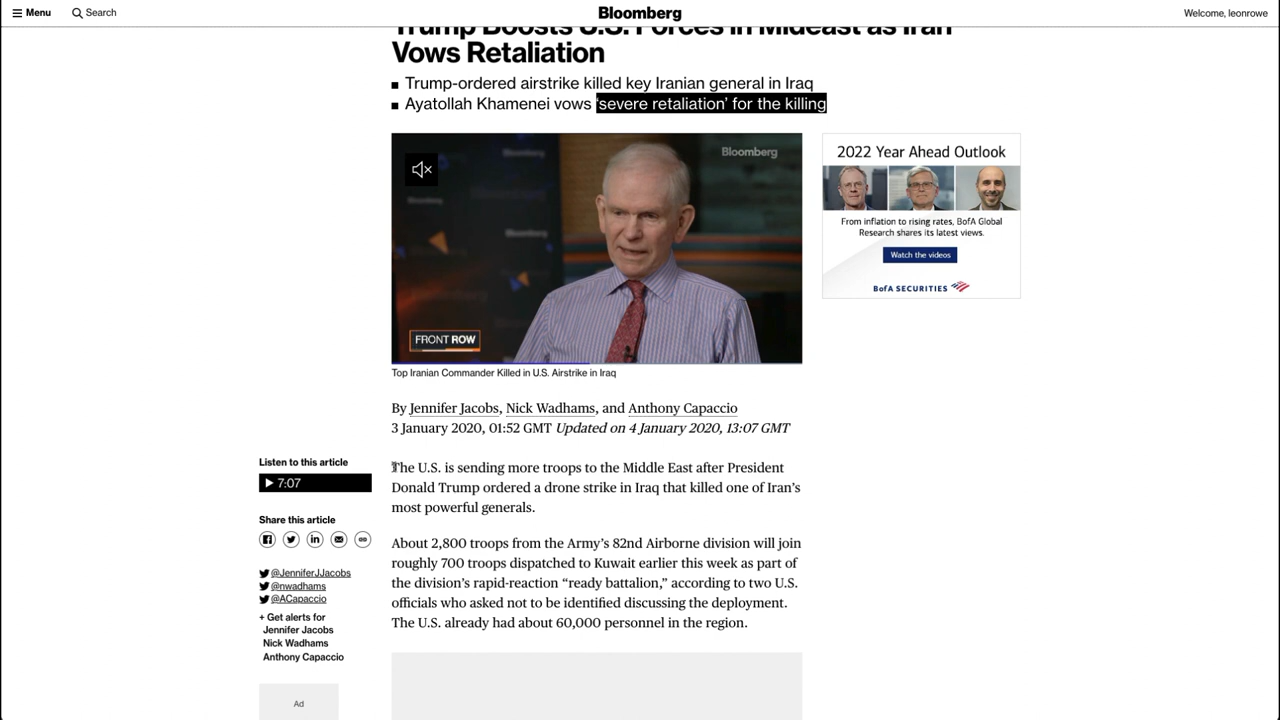 Menu
Search
Bloomberg
Welcome, leonrowe
Trump Boosts U.S. Forces in Mideast as Iran
Vows Retaliation
Trump-ordered airstrike killed key Iranian general in Iraq
Ayatollah Khamenei vows ‘severe retaliation’ for the killing
Bloomberg
FRONT ROW
Top Iranian Commander Killed in U.S. Airstrike in Iraq
2022 Year Ahead Outlook
From inflation to rising rates, BofA Global
Research shares its latest views.
Watch the videos
BofA SECURITIES
By Jennifer Jacobs, Nick Wadhams, and Anthony Capaccio
3 January 2020, 01:52 GMT Updated on 4 January 2020, 13:07 GMT
Listen to this article
7:07
Share this article
@JenniferJJacobs
@nwadhams
@ACapaccio
+ Get alerts for
Jennifer Jacobs
Nick Wadhams
Anthony Capaccio
Ad
The U.S. is sending more troops to the Middle East after President
Donald Trump ordered a drone strike in Iraq that killed one of Iran’s
most powerful generals.
About 2,800 troops from the Army’s 82nd Airborne division will join
roughly 700 troops dispatched to Kuwait earlier this week as part of
the division’s rapid-reaction “ready battalion,” according to two U.S.
officials who asked not to be identified discussing the deployment.
The U.S. already had about 60,000 personnel in the region.